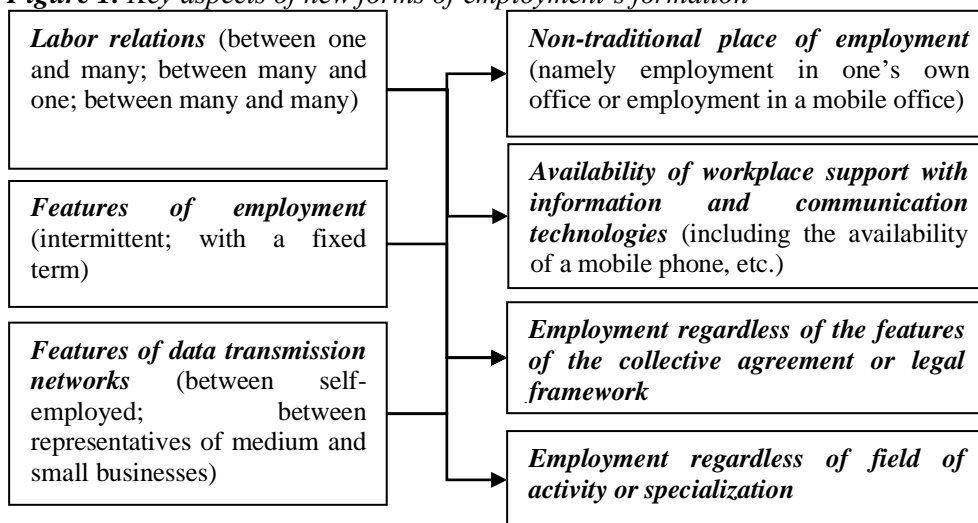 Figure 1. Key aspects of new forms of employment's formation
Labor relations (between one
and many; between many and
one; between many and many)
Features of employment
(intermittent; with a fixed
term)
Features of data transmission
networks (between self-
employed; between
representatives of medium and
small businesses)
Non-traditional place of employment
(namely employment in one's own
office or employment in a mobile office)
Availability of workplace support with
information and communication
technologies (including the availability
of a mobile phone, etc.)
Employment regardless of the features
of the collective agreement or legal
framework
Employment regardless of field of
activity or specialization